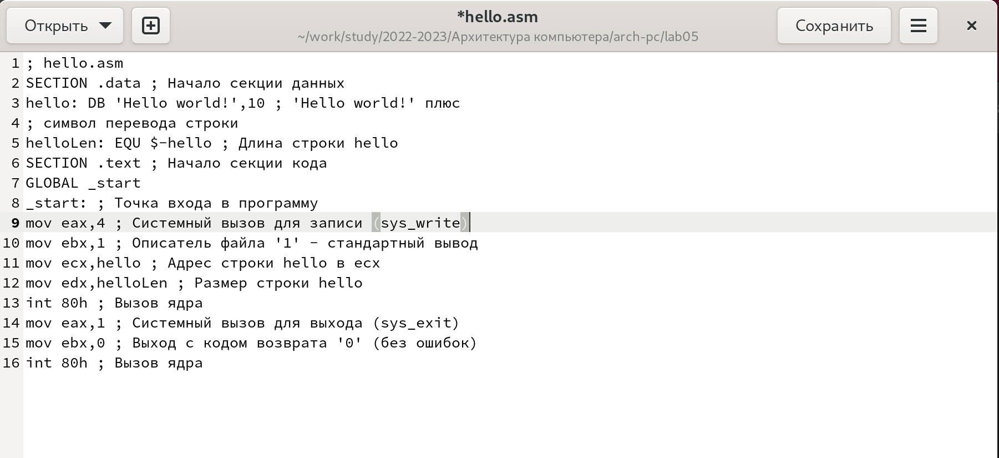 Открыть
*hello.asm
~/work/study/2022-2023/Архитектура компьютера/arch-pc/lab05
Сохранить
1 ; hello.asm
2 SECTION .data ; Начало секции данных
3 hello: DB 'Hello world!',10 ; 'Hello world!' плюс
4 ; символ перевода строки
5 helloLen: EQU $-hello ; Длина строки hello
6 SECTION .text ; Начало секции кода
7 GLOBAL _start
8 _start: ; Точка входа в программу
9 mov eax,4 ; Системный вызов для записи (sys_write)
10 mov ebx,1 ; Описатель файла '1' - стандартный вывод
11 mov ecx,hello ; Адрес строки hello в ecx
12 mov edx,helloLen ; Размер строки hello
13 int 80h ; Вызов ядра
14 mov eax,1 ; Системный вызов для выхода (sys_exit)
15 mov ebx,0 ; Выход с кодом возврата '0' (без ошибок)
16 int 80h ; Вызов ядра